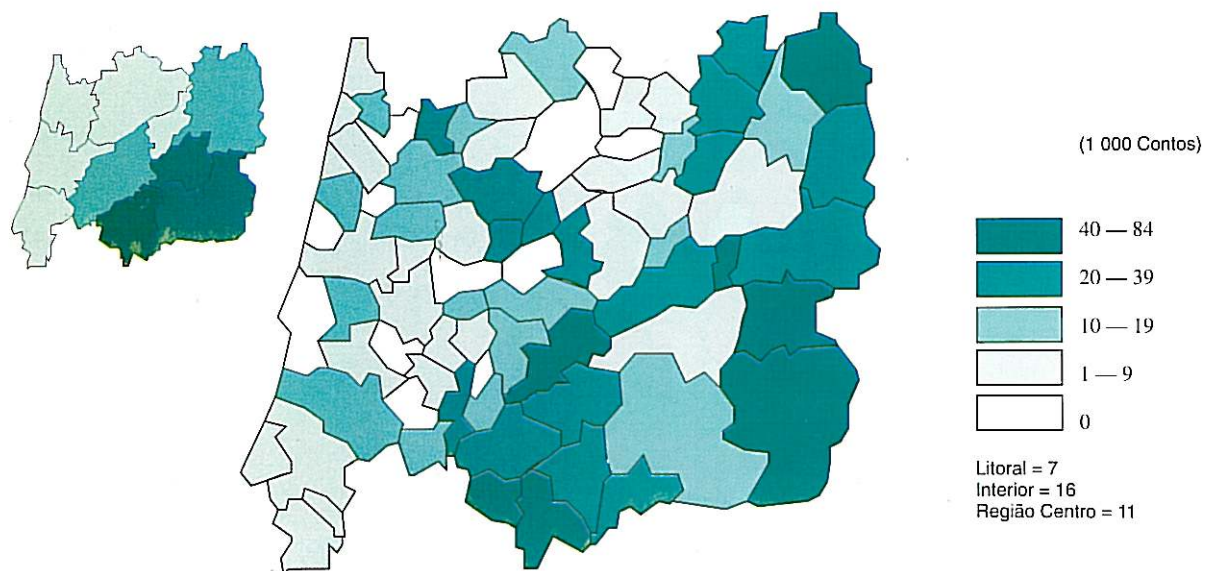 (1 000 Contos)
40 — 84
20 — 39
10 — 19
1 — 9
0
Litoral = 7
Interior = 16
Região Centro = 11